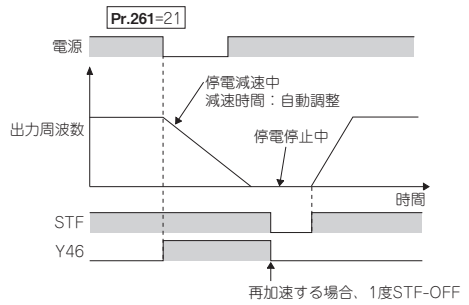 Pr.261=21
電源
停電減速中
減速時間：自動調整
出力周波数
停電停止中
時間
STF
Y46
再加速する場合、1度STF-OFF